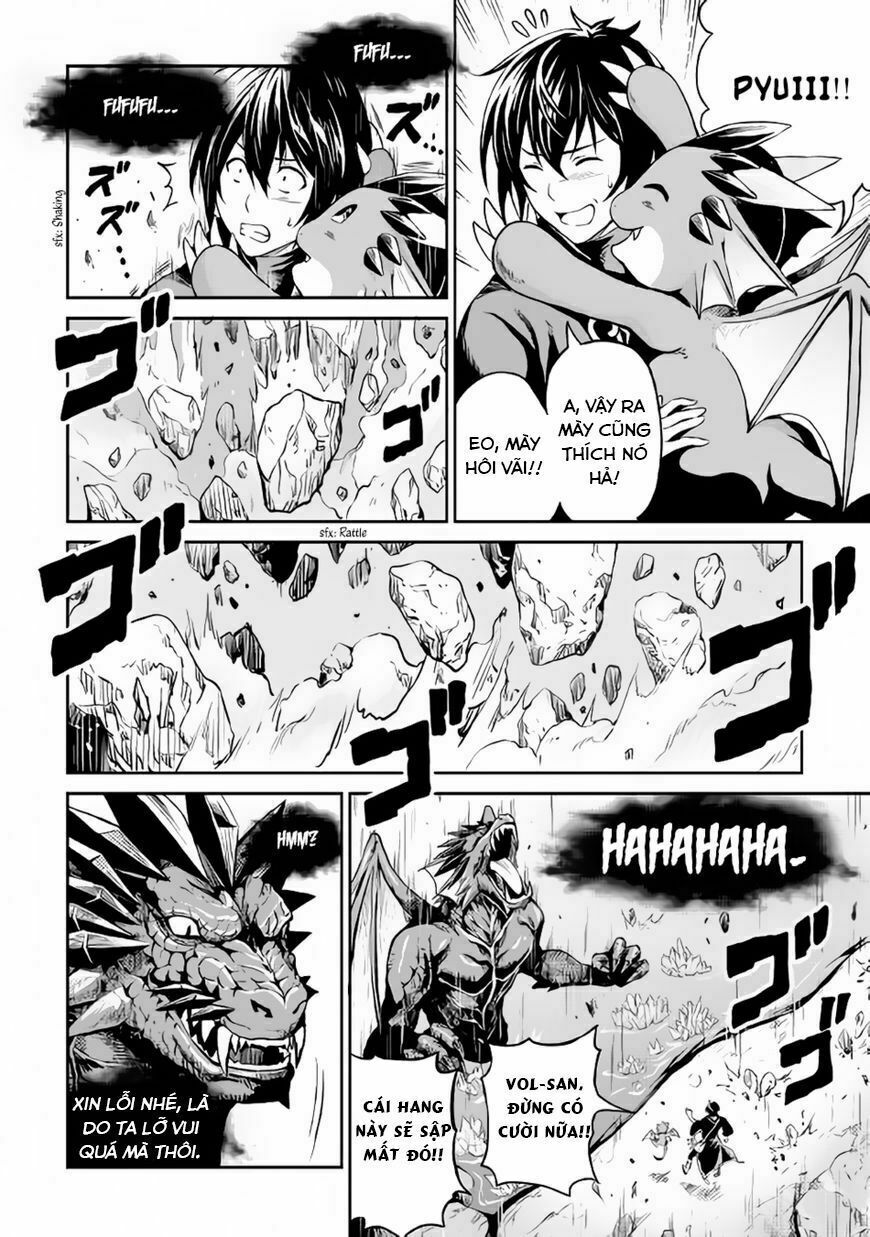 PYUIII!!
A, VẬY RA
MÀY CŨNG
THÍCH NÓ
HẢ!
EO, MÀY
HÔI VÃI!!
FUFU...
FUFUFU...
ズ
ズ
ズ...
sfx: Shaking
ゴ
ゴ
sfx: Rattle
ゴ
ゴ
ゴ
HAHAHAHA-
ゴ
VOL-SAN,
ĐỪNG CÓ
CƯỜI NỮA!!
CÁI HANG
NÀY SẼ SẬP
MẤT ĐÓ!!
HMM?
XIN LỖI NHÉ, LÀ
DO TA LỠ VUI
QUÁ MÀ THÔI.